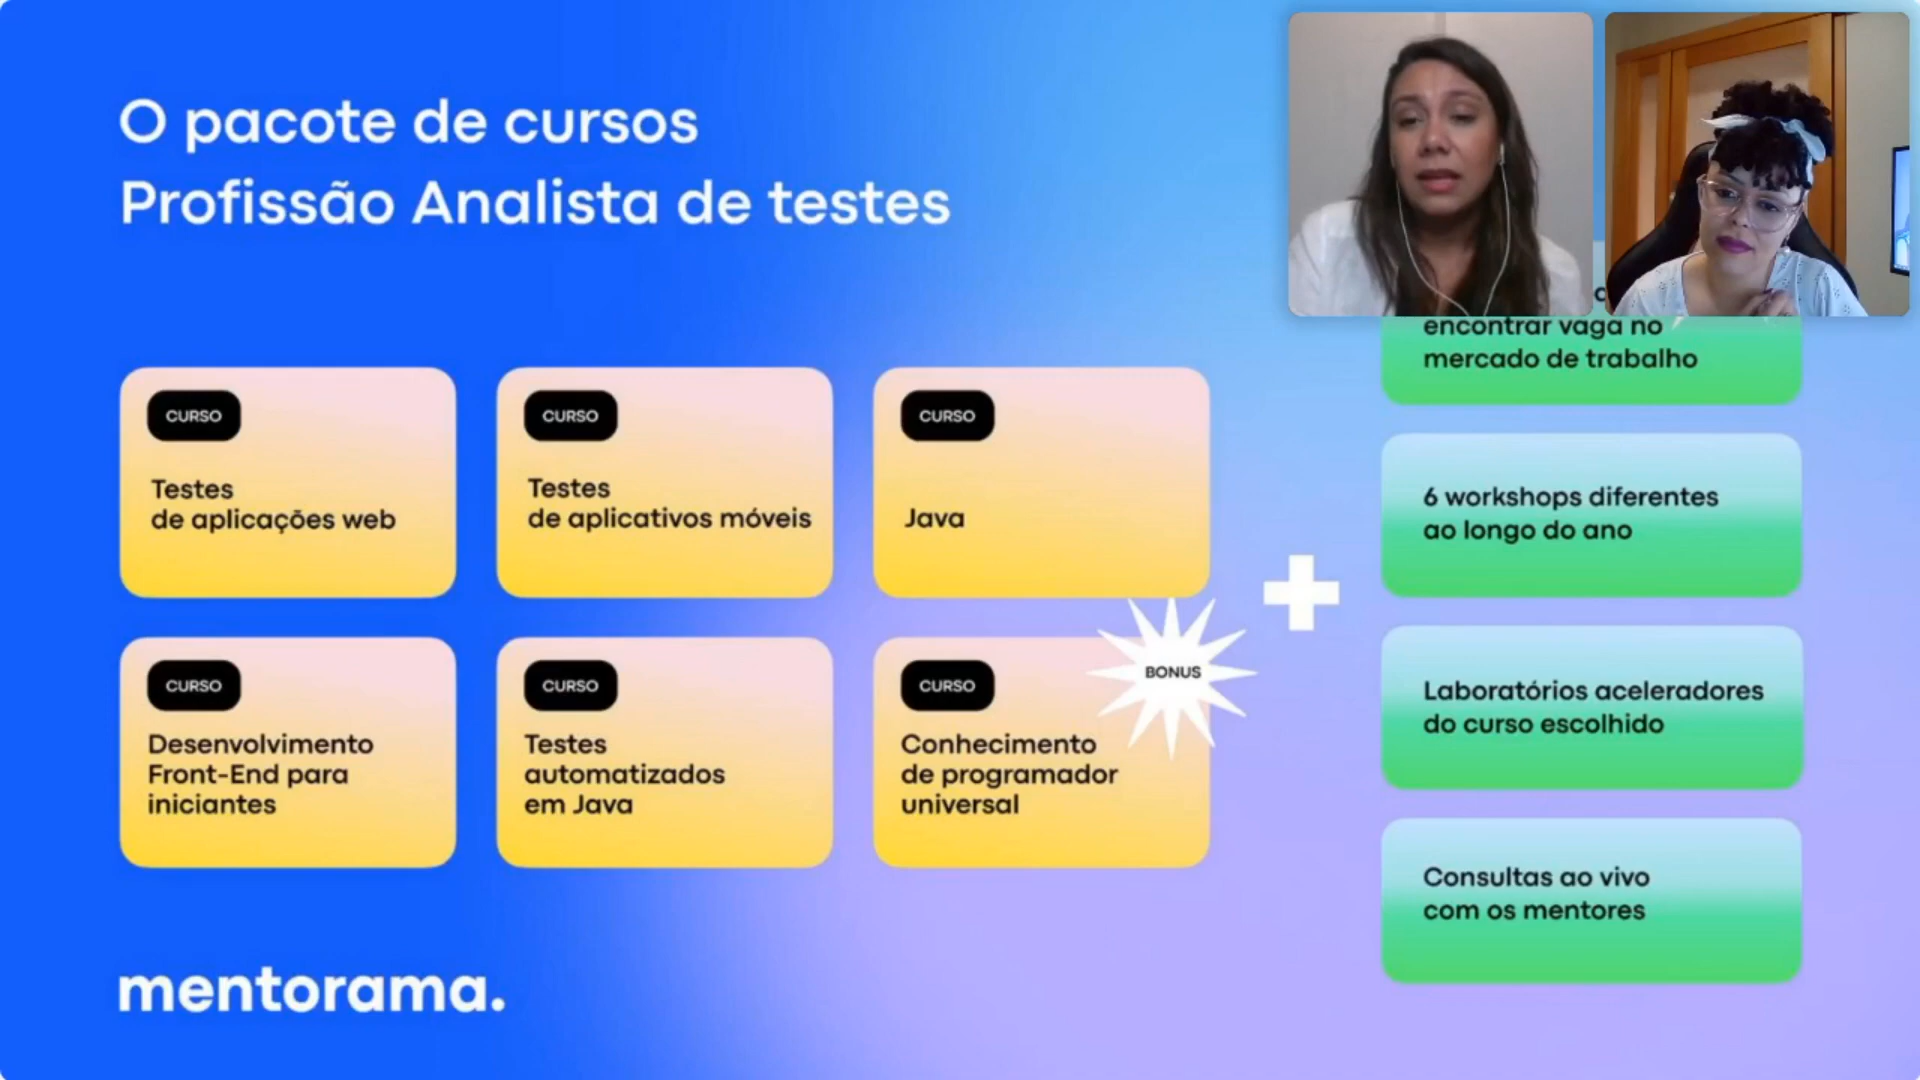 O pacote de cursos
Profissão Analista de testes
CURSO
Testes
de aplicações web
CURSO
Testes
de aplicativos móveis
CURSO
Java
CURSO
Desenvolvimento
Front-End para
iniciantes
CURSO
Testes
automatizados
em Java
CURSO
Conhecimento
de programador
universal
BONUS
encontrar vaga no
mercado de trabalho
6 workshops diferentes
ao longo do ano
Laboratórios aceleradores
do curso escolhido
Consultas ao vivo
com os mentores
mentorama.